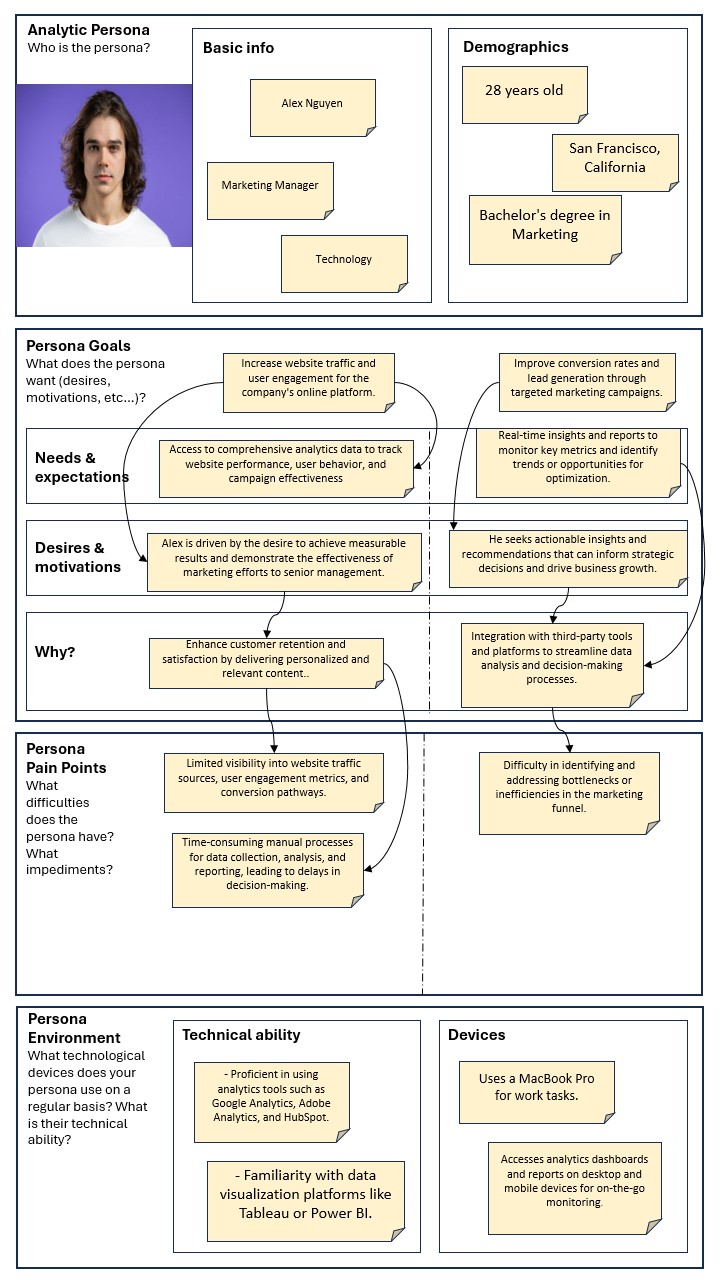 Analytic Persona
Who is the persona?
Basic info
Alex Nguyen
Marketing Manager
Technology
Demographics
28 years old
San Francisco,
California
Bachelor's degree in
Marketing
Persona Goals
What does the persona
want (desires,
motivations, etc...)?
Increase website traffic and
user engagement for the
company's online platform.
Improve conversion rates and
lead generation through
targeted marketing campaigns.
Needs &
expectations
Access to comprehensive analytics data to track
website performance, user behavior, and
campaign effectiveness
Real-time insights and reports to
monitor key metrics and identify
trends or opportunities for
optimization.
Desires &
motivations
Alex is driven by the desire to achieve measurable
results and demonstrate the effectiveness of
marketing efforts to senior management.
He seeks actionable insights and
recommendations that can inform strategic
decisions and drive business growth.
Why?
Enhance customer retention and
satisfaction by delivering personalized and
relevant content..
Integration with third-party tools
and platforms to streamline data
analysis and decision-making
processes.
Persona
Pain Points
What
difficulties
does the
persona have?
What
impediments?
Limited visibility into website traffic
sources, user engagement metrics, and
conversion pathways.
Time-consuming manual processes
for data collection, analysis, and
reporting, leading to delays in
decision-making.
Difficulty in identifying and
addressing bottlenecks or
inefficiencies in the marketing
funnel.
Persona
Environment
What technological
devices does your
persona use on a
regular basis? What
is their technical
ability?
Technical ability
- Proficient in using
analytics tools such as
Google Analytics, Adobe
Analytics, and HubSpot.
- Familiarity with data
visualization platforms like
Tableau or Power BI.
Devices
Uses a MacBook Pro
for work tasks.
Accesses analytics dashboards
and reports on desktop and
mobile devices for on-the-go
monitoring.